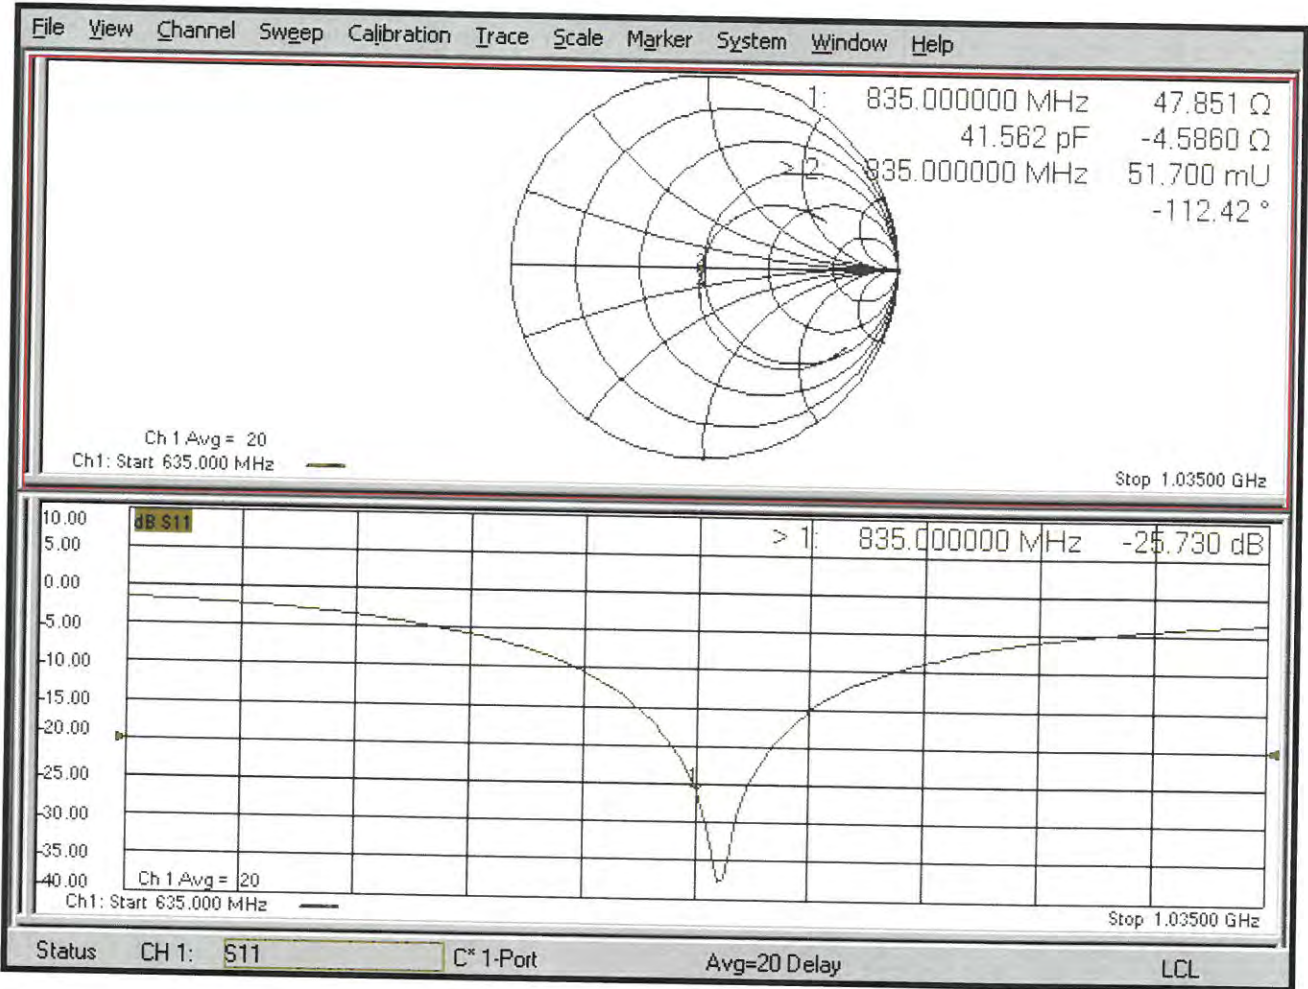 File View Channel Sweep Calibration Trace Scale Marker System Window Help
1: 835.000000 MHz 47.851 Ω
41.562 pF -4.5860 Ω
> 2: 835.000000 MHz 51.700 mU
-112.42 °
Ch 1 Avg = 20
Ch1: Start 635.000 MHz
Stop 1.03500 GHz
10.00
dB S11
> 1: 835.000000 MHz -25.730 dB
5.00
0.00
-5.00
-10.00
-15.00
-20.00
-25.00
1
-30.00
-35.00
-40.00
Ch 1 Avg = 20
Ch1: Start 635.000 MHz
Stop 1.03500 GHz
Status CH 1: S11 C* 1-Port Avg=20 Delay LCL